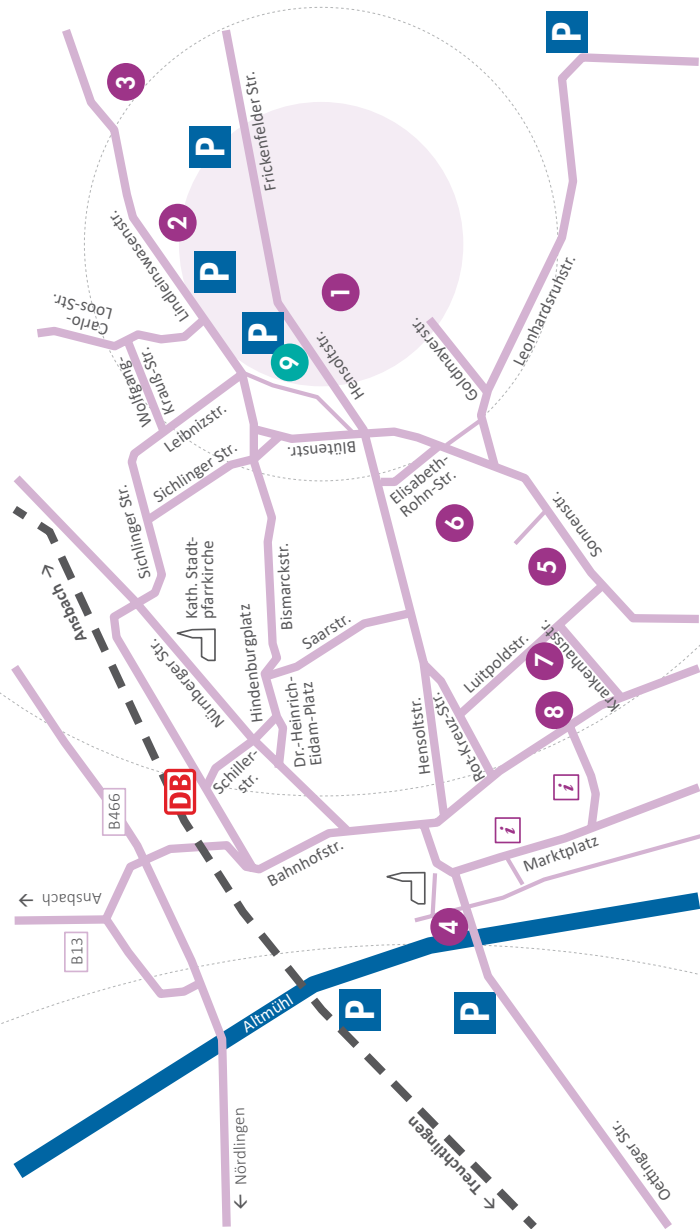 3
P
Frickenfelder Str.
P
2
Lindleinswasenstr.
P
1
Carlo-
Loos-Str.
P
9
Hensoltstr.
Goldmayerstr.
Leonhardsruhstr.
Wolfgang-
Krauß-Str.
Leibnizstr.
Sichlinger Str.
Blütenstr.
Elisabeth-
Rohn-Str.
6
Sichlinger Str.
Sonnenstr.
5
← Ansbach
Kath. Stadt-
pfarrkirche
Bismarckstr.
Saarstr.
Hindenburgplatz
Nürnberger Str.
Luitpoldstr.
7
Krankenhausstr.
8
Dr.-Heinrich-
Eidam-Platz
Schiller-
str.
Hensoltstr.
Rot-Kreuz-Str.
DB
B466
i
i
Bahnhofstr.
Marktplatz
← Ansbach
B13
4
Altmühl
P
P
← Nördlingen
← Treuchtlingen
Oettinger Str.